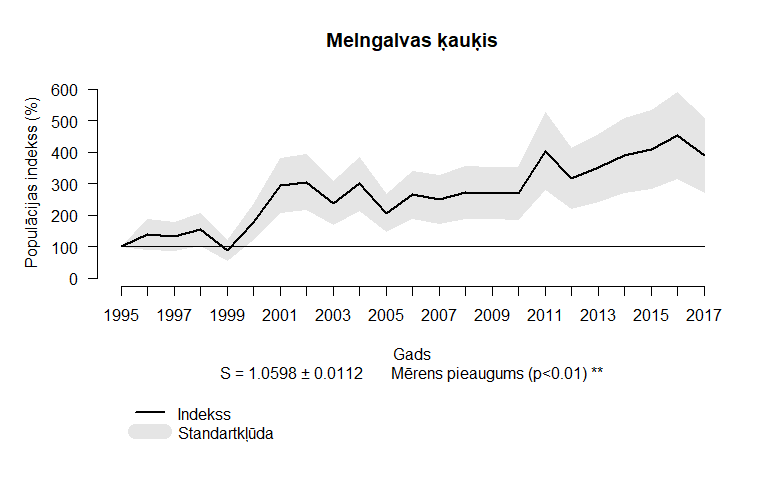 Melngalvas ķauķis
Populācijas indekss (%)
600
500
400
300
200
100
0
1995 1997 1999 2001 2003 2005 2007 2009 2011 2013 2015 2017
Gads
S = 1.0598 ± 0.0112 Mērens pieaugums (p<0.01) **
Indekss
Standartkļūda